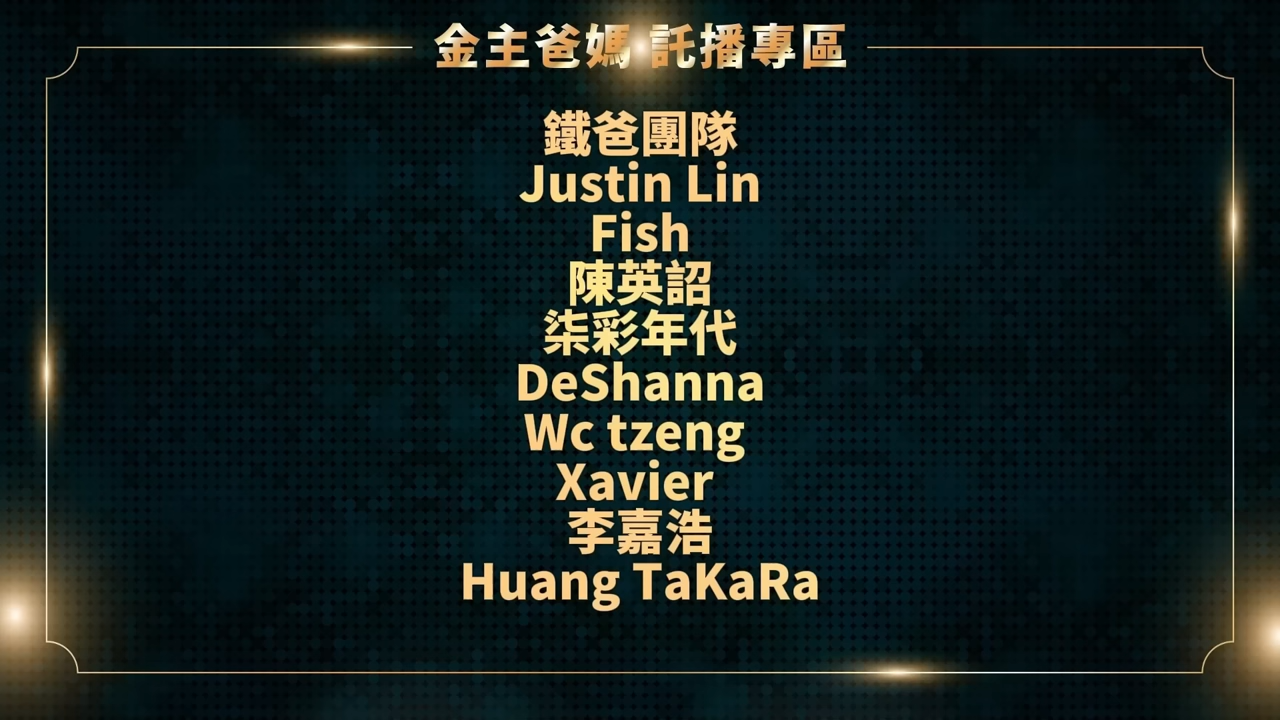 金主爸媽 託播專區
鐵爸團隊
Justin Lin
Fish
陳英詔
柒彩年代
DeShanna
Wc tzeng
Xavier
李嘉浩
Huang TaKaRa